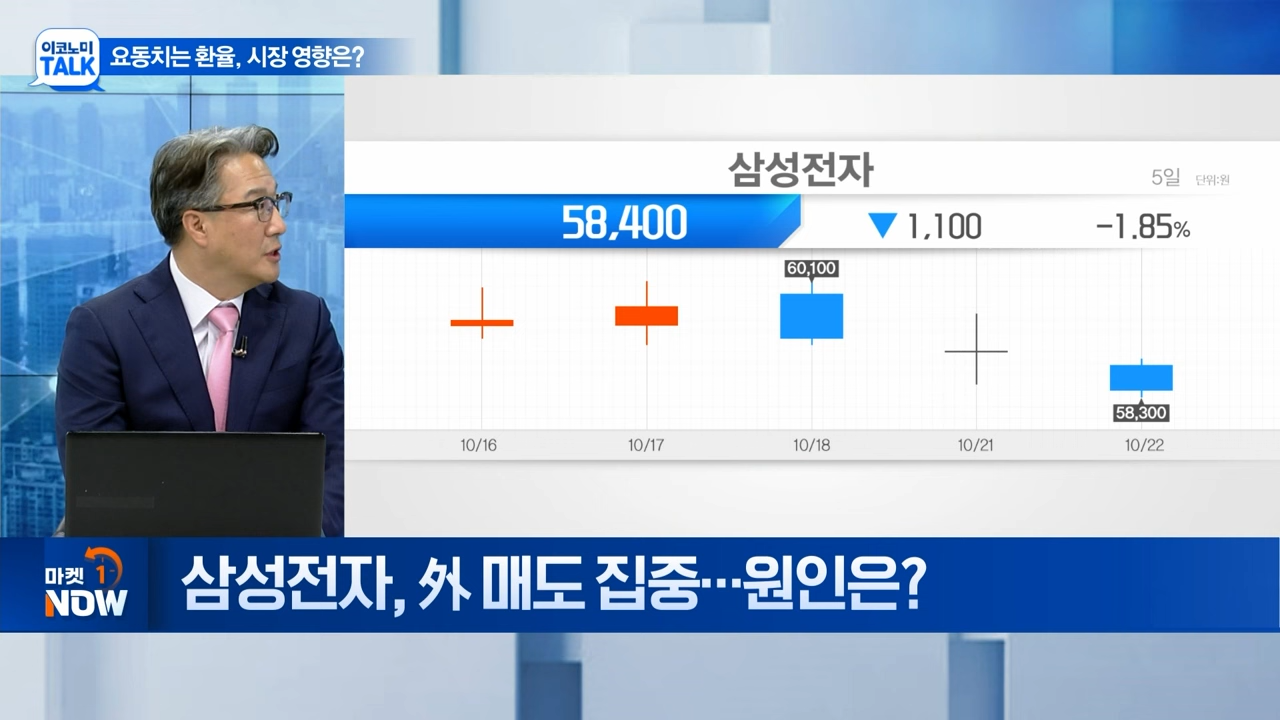 이코노미
TALK
요동치는 환율, 시장 영향은?
삼성전자
5일 단위:원
58,400 ▼ 1,100 -1.85%
60,100
58,300
10/16 10/17 10/18 10/21 10/22
마켓 1
NOW
삼성전자, 外 매도 집중…원인은?